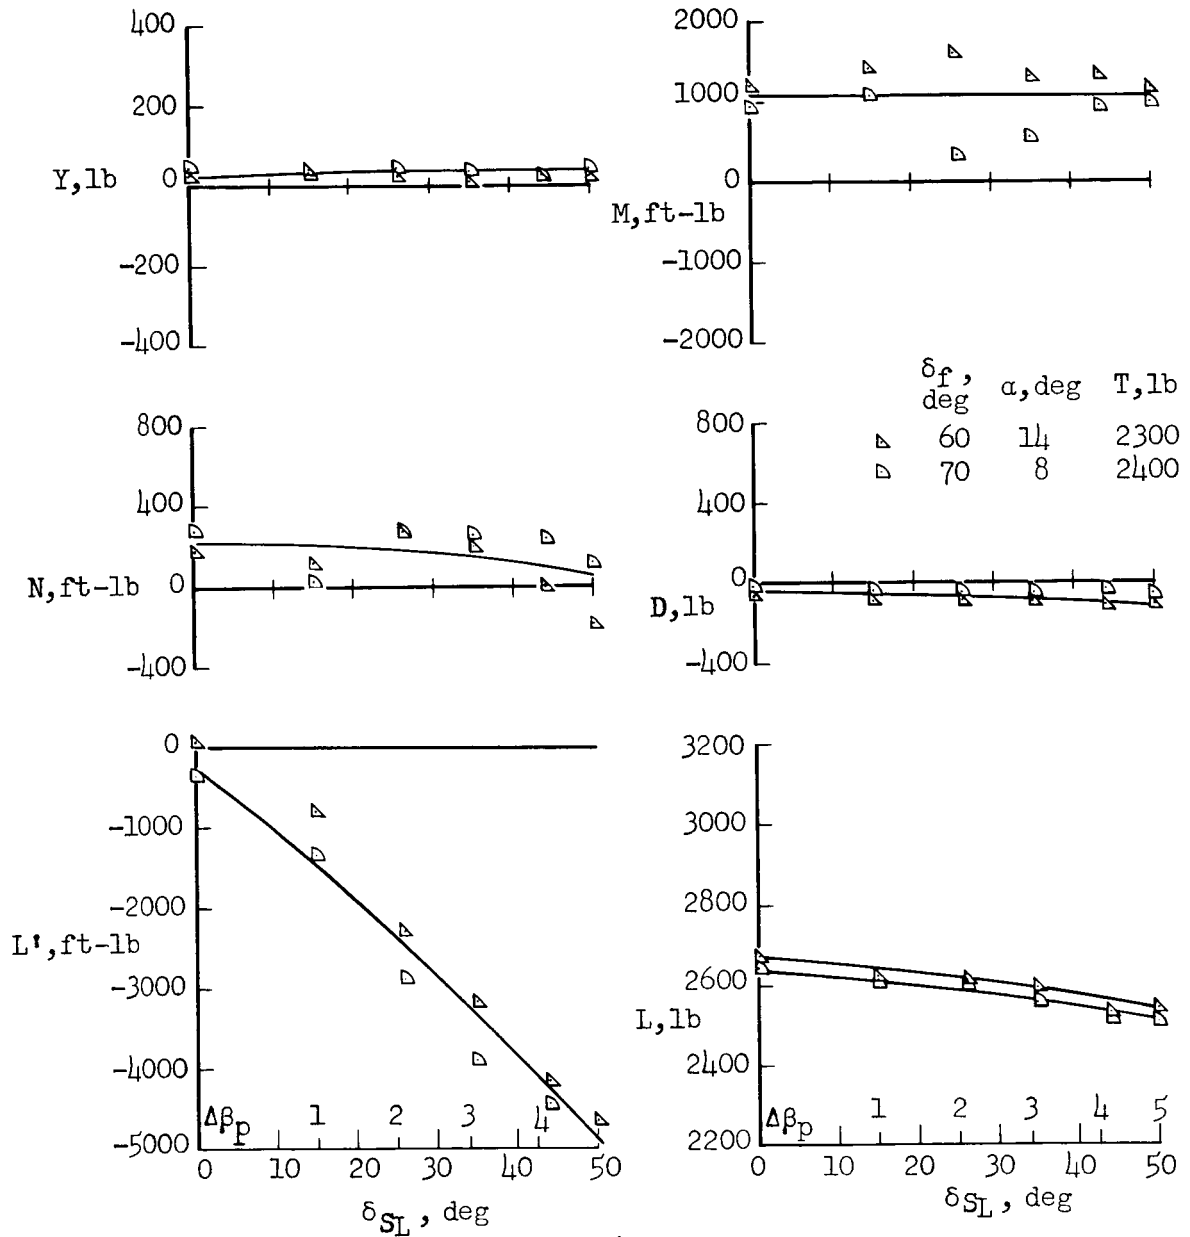 400
200
Y,lb 0
-200
-400
2000
1000
0
M,ft-lb
-1000
-2000
δf, deg α,deg T,lb
60 14 2300
70 8 2400
800
400
N,ft-lb 0
-400
800
400
0
D,lb
-400
0
-1000
-2000
L',ft-lb
-3000
-4000
-5000
Δβp 1 2 3 4
0 10 20 30 40 50
δSL, deg
3200
3000
2800
2600
L,lb
2400
2200
Δβp 1 2 3 4 5
0 10 20 30 40 50
δSL, deg